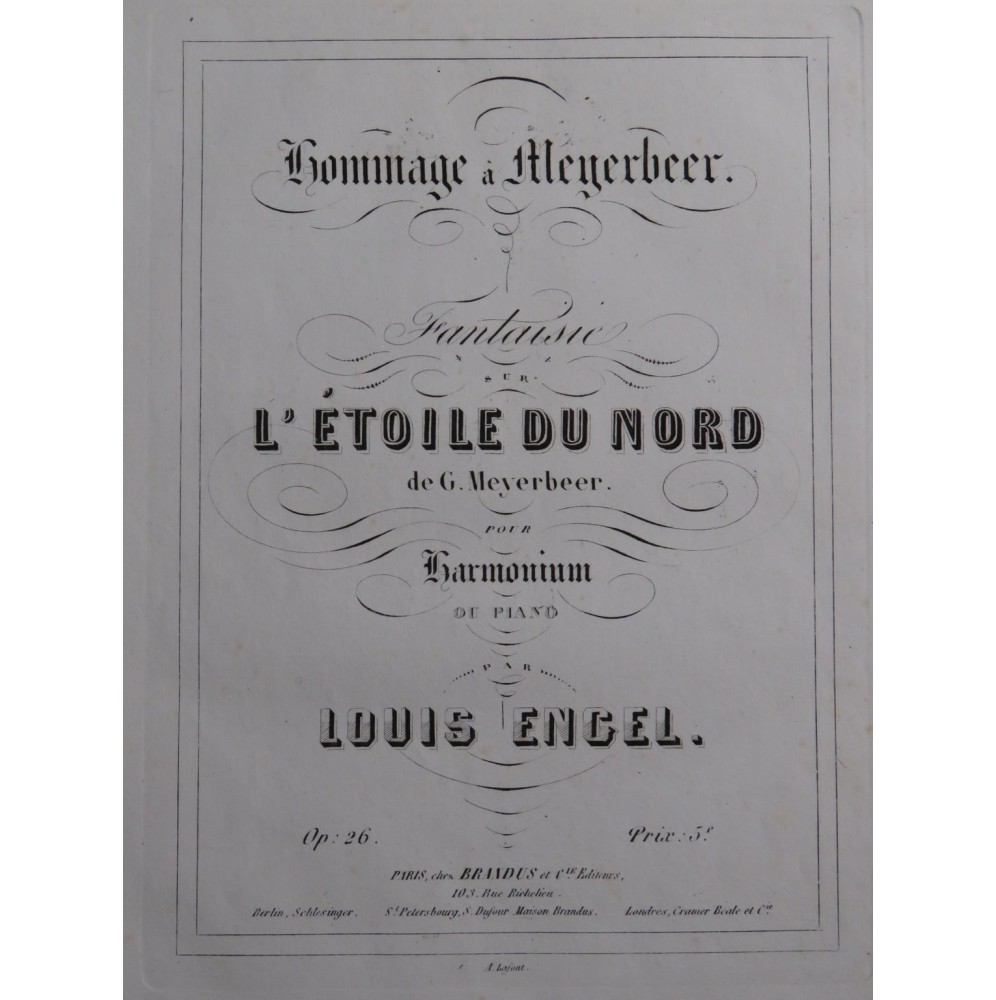 Hommage à Meyerbeer.
Fantaisie
SUR
L'ÉTOILE DU NORD
de G. Meyerbeer.
POUR
Harmonium
OU PIANO
PAR
LOUIS ENGEL.
Op: 26. Prix: 5f
PARIS, chez BRANDUS et Cie Editeurs,
103. Rue Richelieu.
Berlin, Schlesinger. St Petersbourg, S. Dufour Maison Brandus. Londres, Cramer Beale et Cie
A. Lafont.